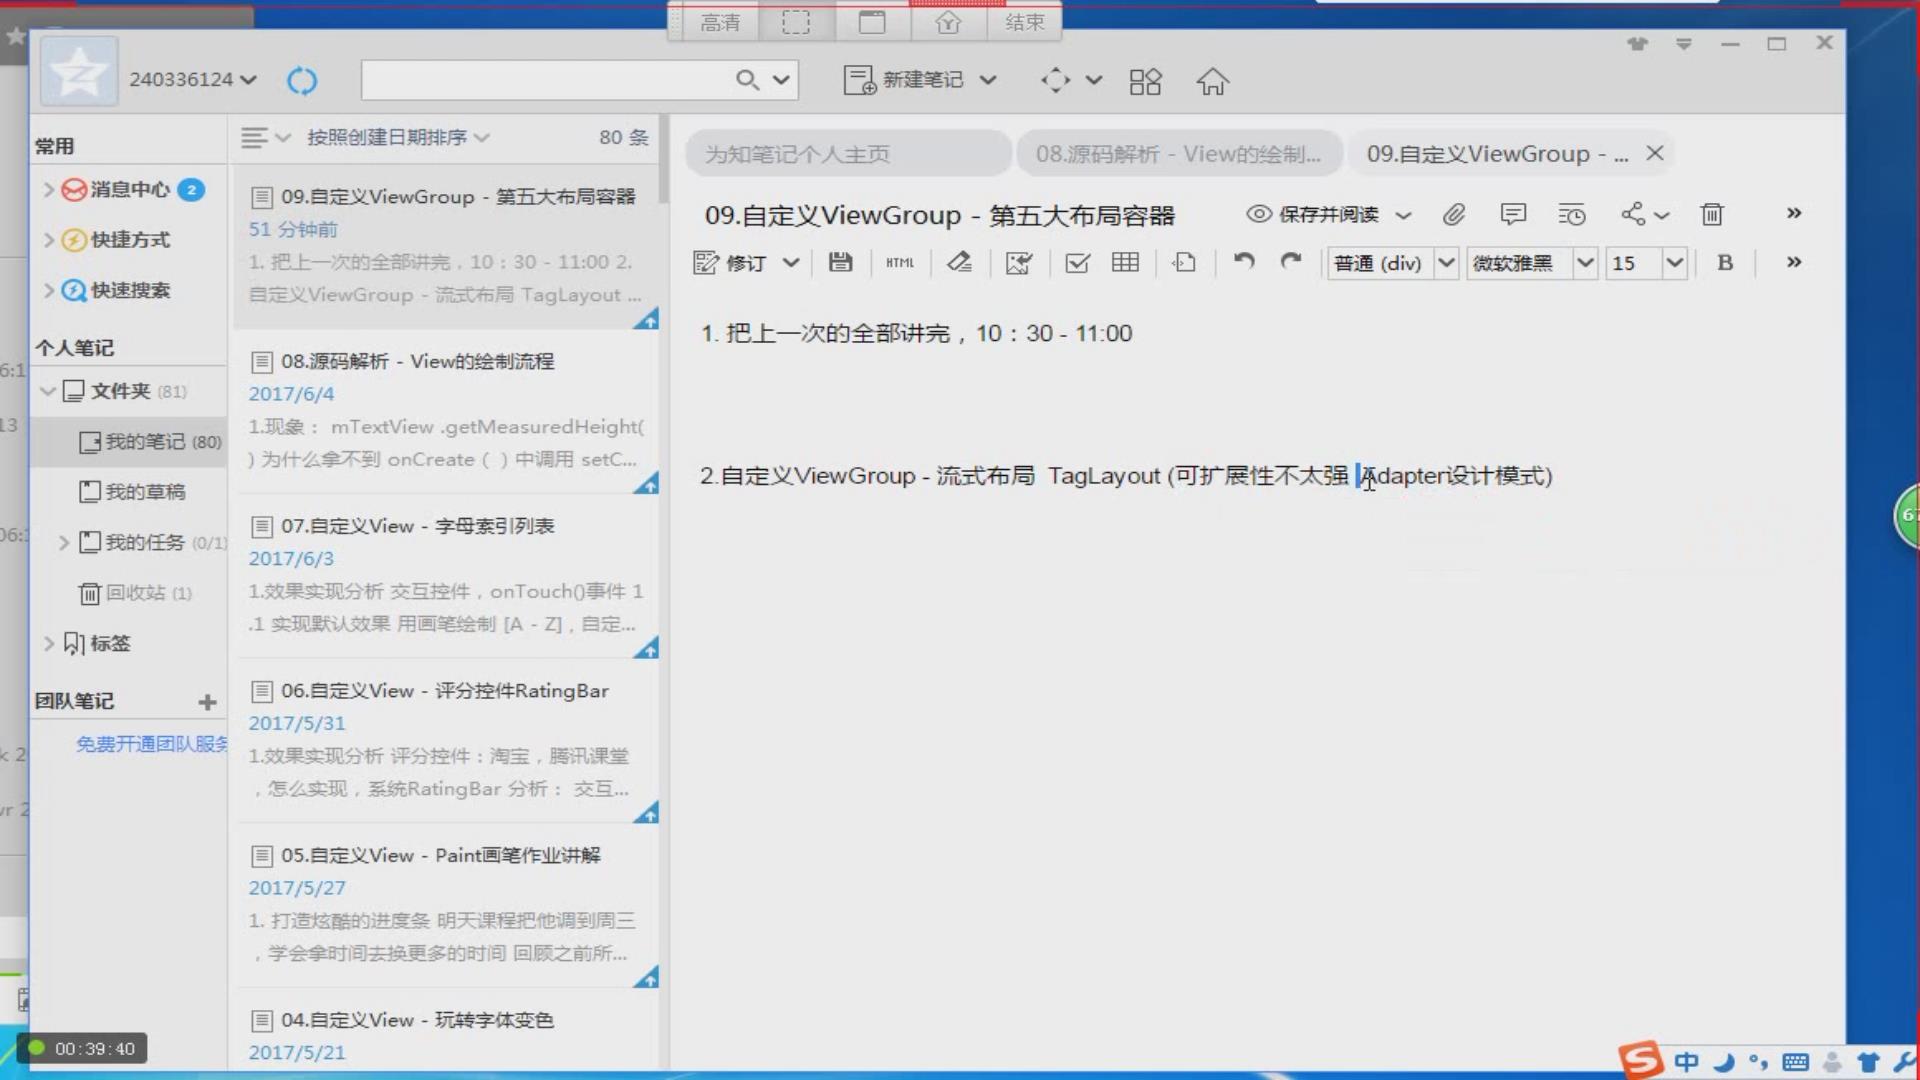 高清
结束
240336124
新建笔记
常用
消息中心 2
快捷方式
快速搜索
个人笔记
文件夹 (81)
我的笔记 (80)
我的草稿
我的任务 (0/1)
回收站 (1)
标签
团队笔记
免费开通团队服务
按照创建日期排序
80 条
09.自定义ViewGroup - 第五大布局容器
51 分钟前
1. 把上一次的全部讲完，10：30 - 11:00 2.
自定义ViewGroup - 流式布局 TagLayout ...
08.源码解析 - View的绘制流程
2017/6/4
1.现象： mTextView .getMeasuredHeight(
) 为什么拿不到 onCreate（ ）中调用 setC...
07.自定义View - 字母索引列表
2017/6/3
1.效果实现分析 交互控件，onTouch()事件 1
.1 实现默认效果 用画笔绘制 [A - Z]，自定...
06.自定义View - 评分控件RatingBar
2017/5/31
1.效果实现分析 评分控件：淘宝，腾讯课堂
，怎么实现，系统RatingBar 分析： 交互...
05.自定义View - Paint画笔作业讲解
2017/5/27
1. 打造炫酷的进度条 明天课程把他调到周三
，学会拿时间去换更多的时间 回顾之前所...
04.自定义View - 玩转字体变色
2017/5/21
为知笔记个人主页
08.源码解析 - View的绘制...
09.自定义ViewGroup - ...
09.自定义ViewGroup - 第五大布局容器
保存并阅读
修订
HTML
普通 (div)
微软雅黑
15
B
1. 把上一次的全部讲完，10：30 - 11:00
2.自定义ViewGroup - 流式布局 TagLayout (可扩展性不太强 Adapter设计模式)
00:39:40
中